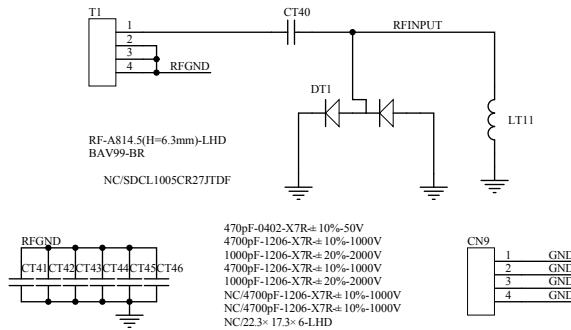 T1
CT40
1
RFINPUT
2
3
4
RFGND
DT1
LT11
RF-A814.5(H=6.3mm)-LHD
BAV99-BR
NC/SDCL1005CR27JTDF
470pF-0402-X7R-±10%-50V
4700pF-1206-X7R-±10%-1000V
1000pF-1206-X7R-±20%-2000V
4700pF-1206-X7R-±10%-1000V
1000pF-1206-X7R-±20%-2000V
NC/4700pF-1206-X7R-±10%-1000V
NC/4700pF-1206-X7R-±10%-1000V
NC/22.3×17.3×6-LHD
RFGND
CT41 CT42 CT43 CT44 CT45 CT46
CN9
1 GND
2 GND
3 GND
4 GND